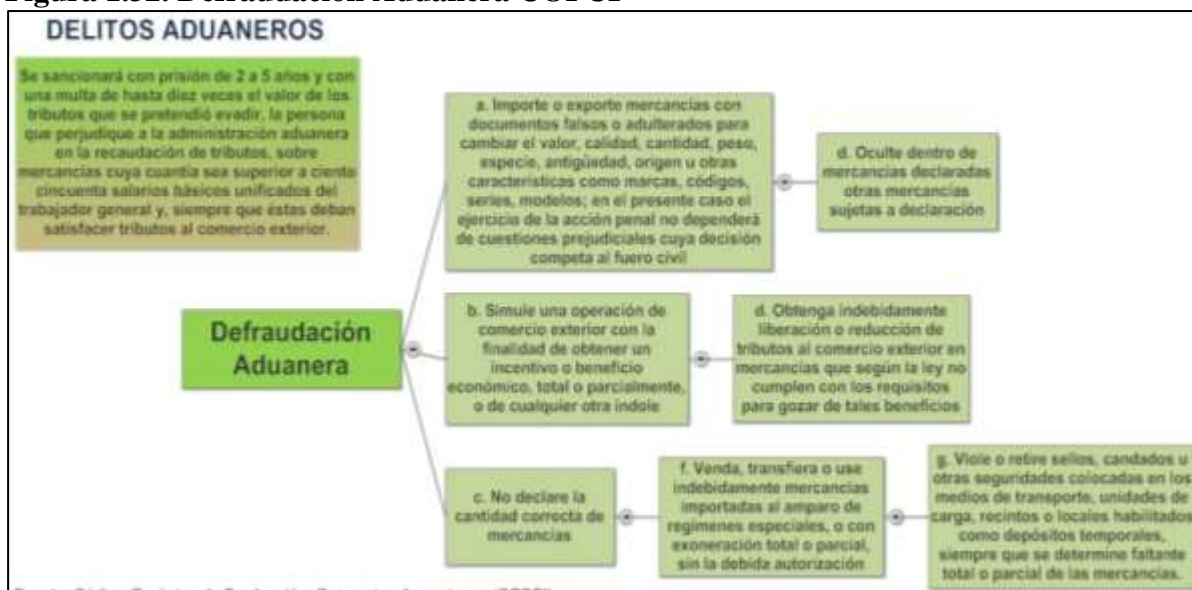 DELITOS ADUANEROS
Se sancionará con prisión de 2 a 5 años y con
una multa de hasta diez veces el valor de los
tributos que se pretendió evadir, la persona
que perjudique a la administración aduanera
en la recaudación de tributos, sobre
mercancías cuya cuantía sea superior a ciento
cincuenta salarios básicos unificados del
trabajador general y, siempre que éstas deban
satisfacer tributos al comercio exterior.
Defraudación
Aduanera
a. Importe o exporte mercancías con
documentos falsos o adulterados para
cambiar el valor, calidad, cantidad, peso,
especie, antigüedad, origen u otras
características como marcas, códigos,
series, modelos; en el presente caso el
ejercicio de la acción penal no dependerá
de cuestiones prejudiciales cuya decisión
competa al fuero civil
d. Oculte dentro de
mercancías declaradas
otras mercancías
sujetas a declaración
b. Simule una operación de
comercio exterior con la
finalidad de obtener un
incentivo o beneficio
económico, total o parcialmente,
o de cualquier otra índole
d. Obtenga indebidamente
liberación o reducción de
tributos al comercio exterior en
mercancías que según la ley no
cumplen con los requisitos
para gozar de tales beneficios
c. No declare la
cantidad correcta de
mercancías
f. Venda, transfiera o use
indebidamente mercancías
importadas al amparo de
regímenes especiales, o con
exoneración total o parcial,
sin la debida autorización
g. Viole o retire sellos, candados u
otras seguridades colocadas en los
medios de transporte, unidades de
carga, recintos o locales habilitados
como depósitos temporales,
siempre que se determine faltante
total o parcial de las mercancías.